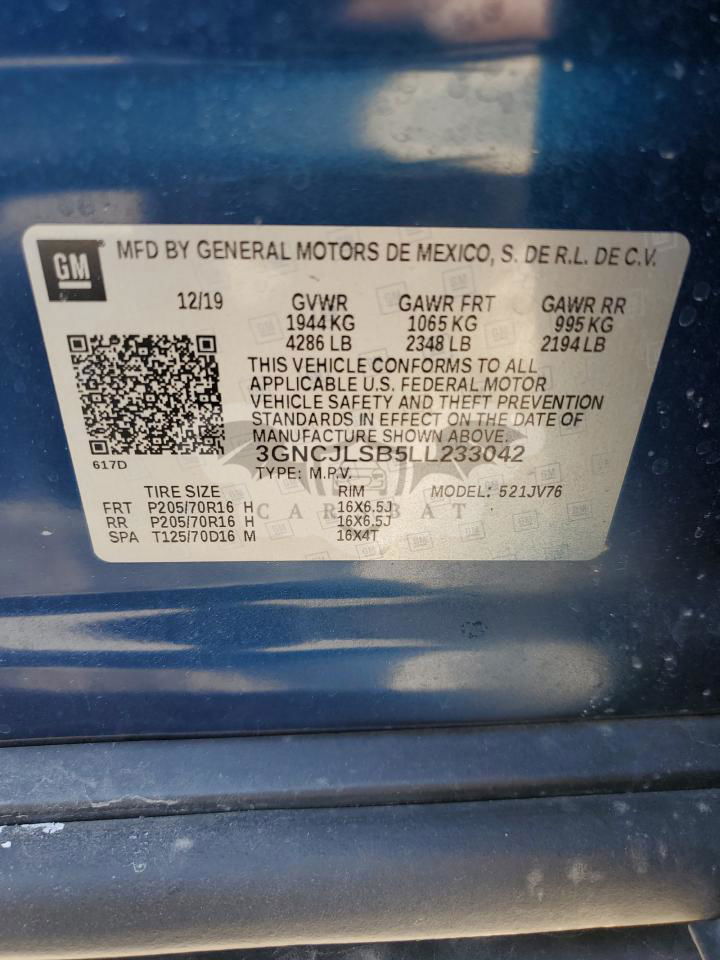 GM
MFD BY GENERAL MOTORS DE MEXICO, S. DE R.L. DE C.V.
12/19 GVWR GAWR FRT GAWR RR
1944 KG 1065 KG 995 KG
4286 LB 2348 LB 2194 LB
THIS VEHICLE CONFORMS TO ALL
APPLICABLE U.S. FEDERAL MOTOR
VEHICLE SAFETY AND THEFT PREVENTION
STANDARDS IN EFFECT ON THE DATE OF
MANUFACTURE SHOWN ABOVE.
617D 3GNCJLSB5LL233042
TYPE: M.P.V.
TIRE SIZE RIM MODEL: 521JV76
FRT P205/70R16 H 16X6.5J
RR P205/70R16 H 16X6.5J
SPA T125/70D16 M 16X4T
CAR BAT